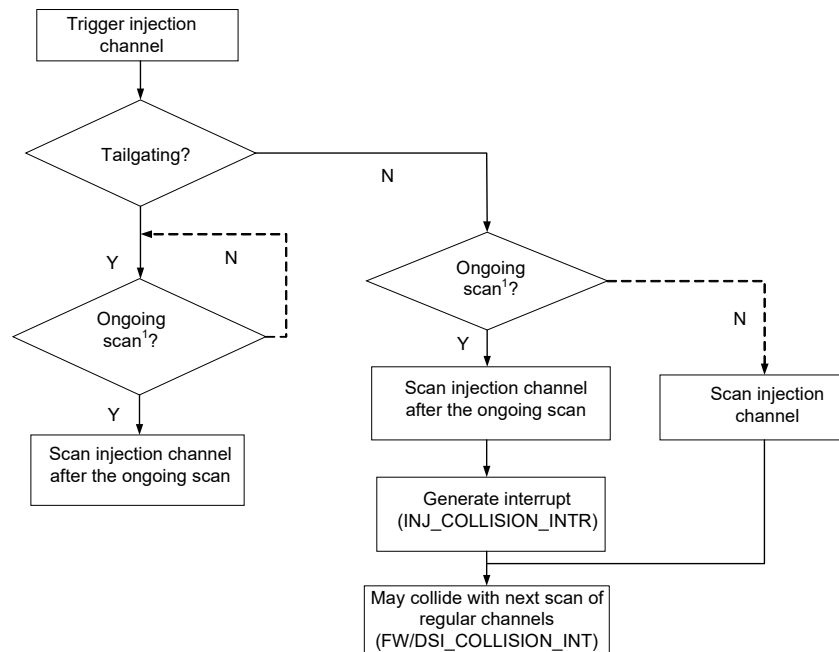 Trigger injection
channel
Tailgating?
N
Y
N
Ongoing
scan¹?
Ongoing
scan¹?
N
Y
Y
Scan injection channel
after the ongoing scan
Scan injection
channel
Scan injection channel
after the ongoing scan
Generate interrupt
(INJ_COLLISION_INTR)
May collide with next scan of
regular channels
(FW/DSI_COLLISION_INT)